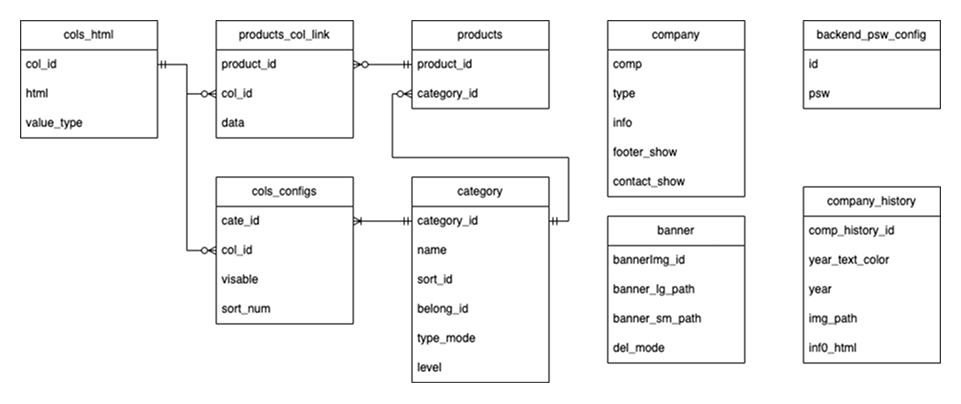 cols_html
col_id
html
value_type
products_col_link
product_id
col_id
data
products
product_id
category_id
company
comp
type
info
footer_show
contact_show
backend_psw_config
id
psw
cols_configs
cate_id
col_id
visable
sort_num
category
category_id
name
sort_id
belong_id
type_mode
level
banner
bannerImg_id
banner_lg_path
banner_sm_path
del_mode
company_history
comp_history_id
year_text_color
year
img_path
inf0_html